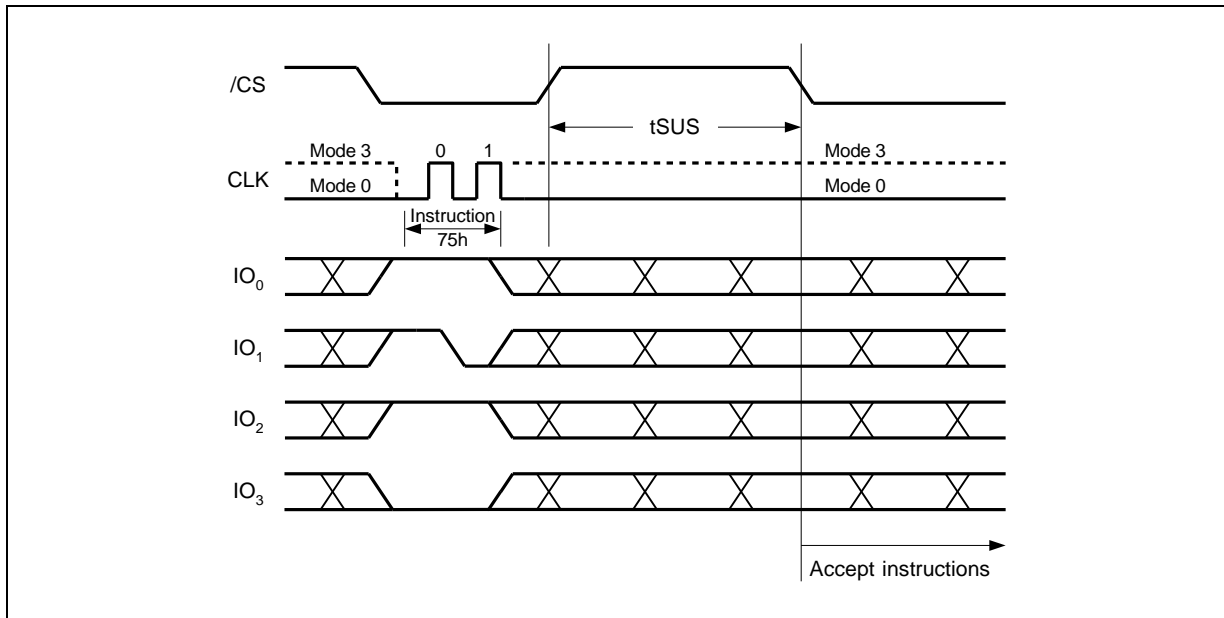 /CS
tSUS
Mode 3 0 1 Mode 3
CLK
Mode 0 Mode 0
Instruction
75h
IO0
IO1
IO2
IO3
Accept instructions